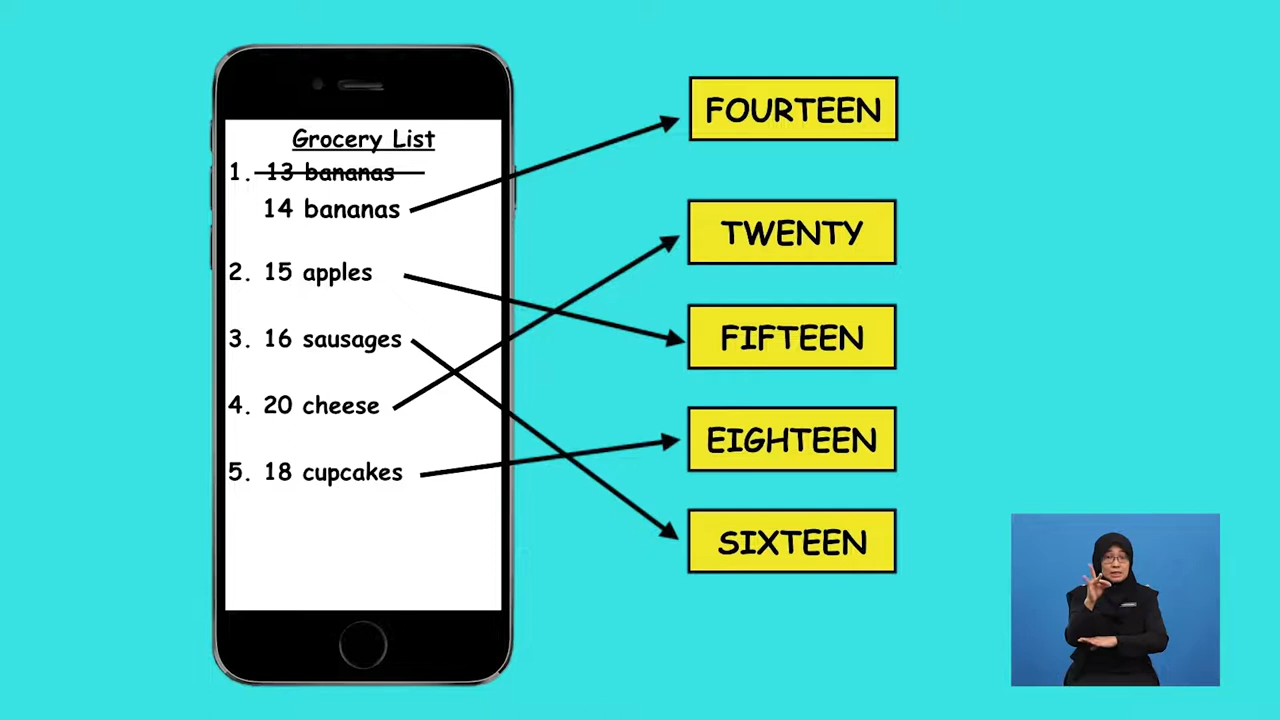 Grocery List
1. 13 bananas
14 bananas
2. 15 apples
3. 16 sausages
4. 20 cheese
5. 18 cupcakes
FOURTEEN
TWENTY
FIFTEEN
EIGHTEEN
SIXTEEN